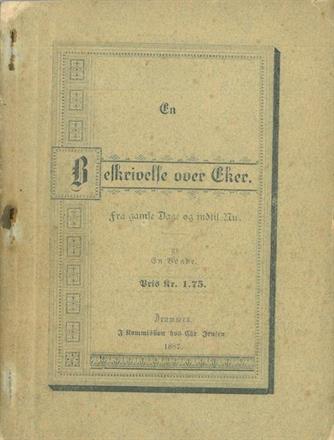 En
Beskrivelse over Eker.
Fra gamle Dage og indtil Nu.
af
En Bonde.
Pris Kr. 1.75.
Drammen.
I Kommission hos Chr. Jensen
1887.